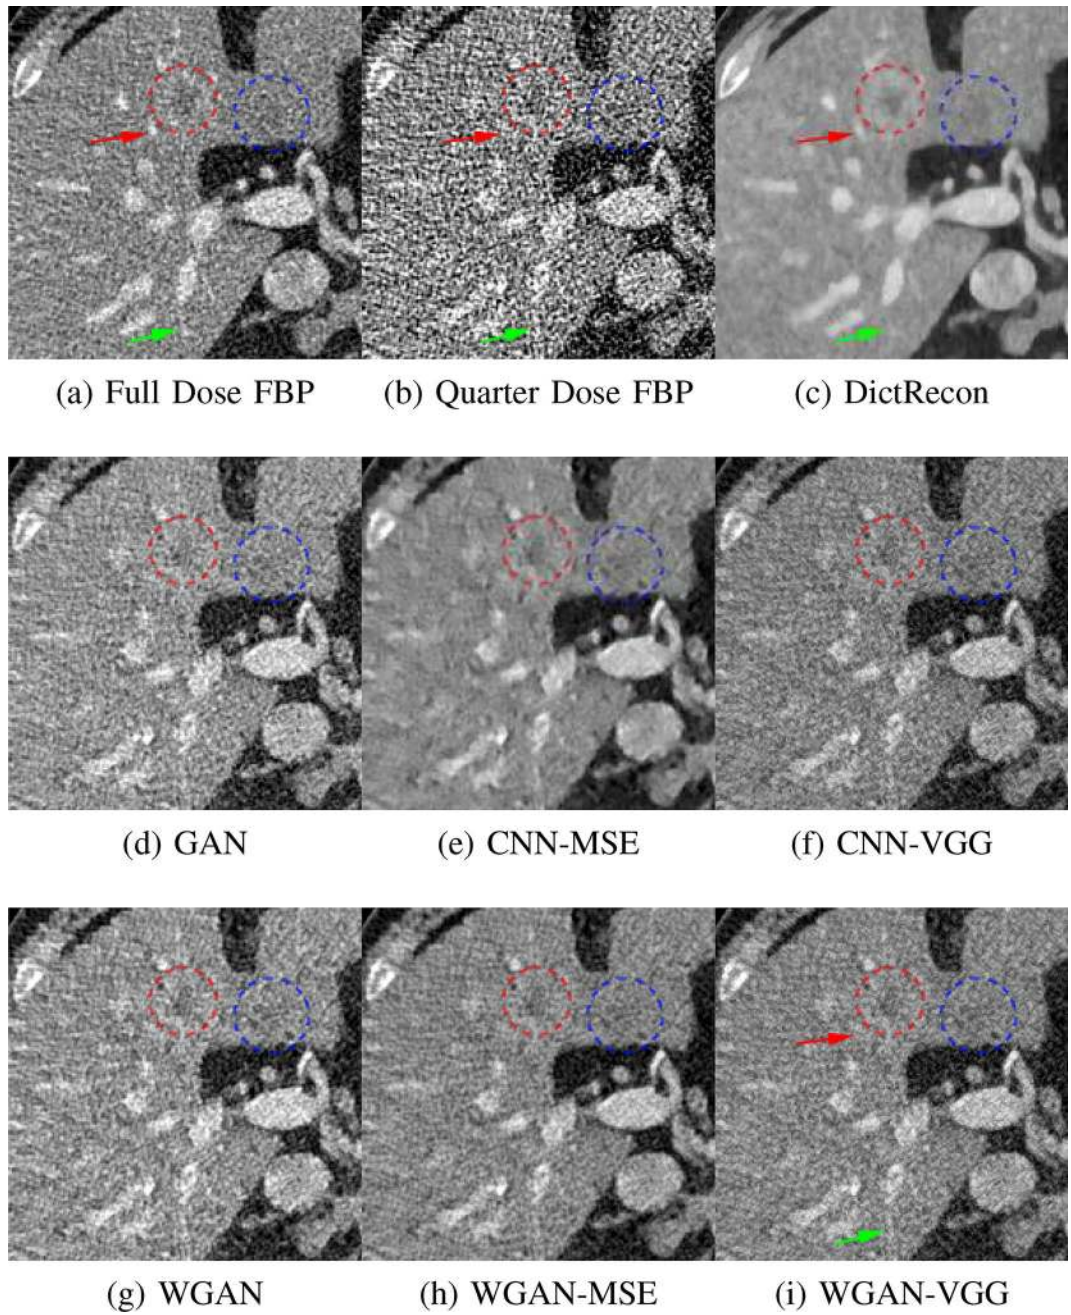 (a) Full Dose FBP (b) Quarter Dose FBP (c) DictRecon
(d) GAN (e) CNN-MSE (f) CNN-VGG
(g) WGAN (h) WGAN-MSE (i) WGAN-VGG